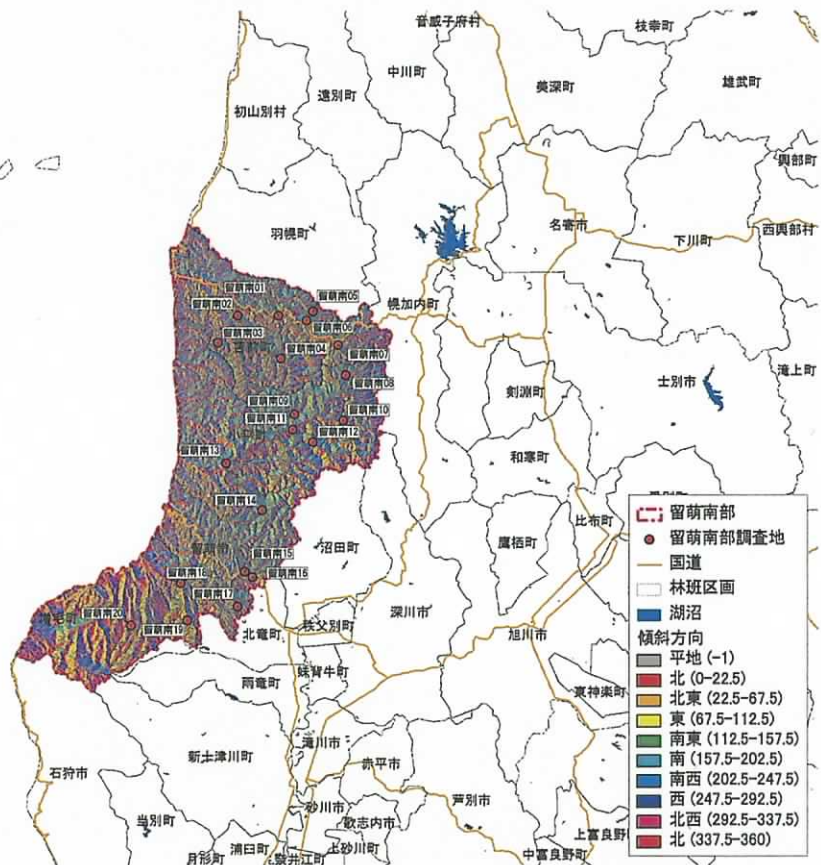 音威子府村
枝幸町
中川町
美深町
雄武町
遠別町
初山別村
興部町
羽幌町
名寄市
下川町
西興部村
留萌南01
留萌南05
留萌南02
幌加内町
留萌南06
留萌南03
留萌南04
留萌南07
滝上町
留萌南08
剣淵町
士別市
留萌南09
留萌南10
留萌南11
留萌南12
和寒町
留萌南13
留萌南14
比布町
鷹栖町
沼田町
留萌南15
留萌南18
留萌南16
留萌南17
留萌南20
留萌南19
北竜町
秩父別町
深川市
旭川市
妹背牛町
雨竜町
東神楽町
新十津川町
滝川市
赤平市
石狩市
芦別市
当別町
砂川市
歌志内市
上富良野
月形町
浦臼町
奈井江町
上砂川町
中富良野町
留萌南部
留萌南部調査地
国道
林班区画
湖沼
傾斜方向
平地 (-1)
北 (0-22.5)
北東 (22.5-67.5)
東 (67.5-112.5)
南東 (112.5-157.5)
南 (157.5-202.5)
南西 (202.5-247.5)
西 (247.5-292.5)
北西 (292.5-337.5)
北 (337.5-360)